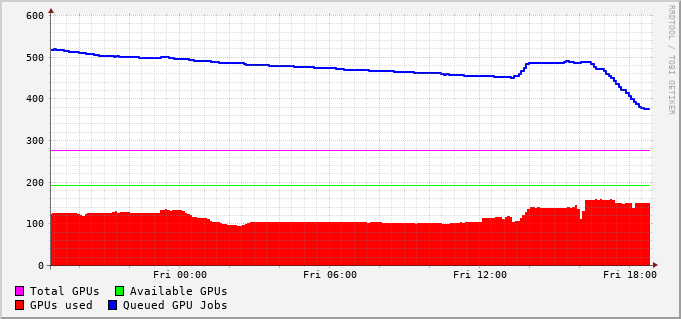 600
500
400
300
200
100
0
Fri 00:00 Fri 06:00 Fri 12:00 Fri 18:00
Total GPUs Available GPUs
GPUs used Queued GPU Jobs
RRDTOOL / TOBI OETIKER